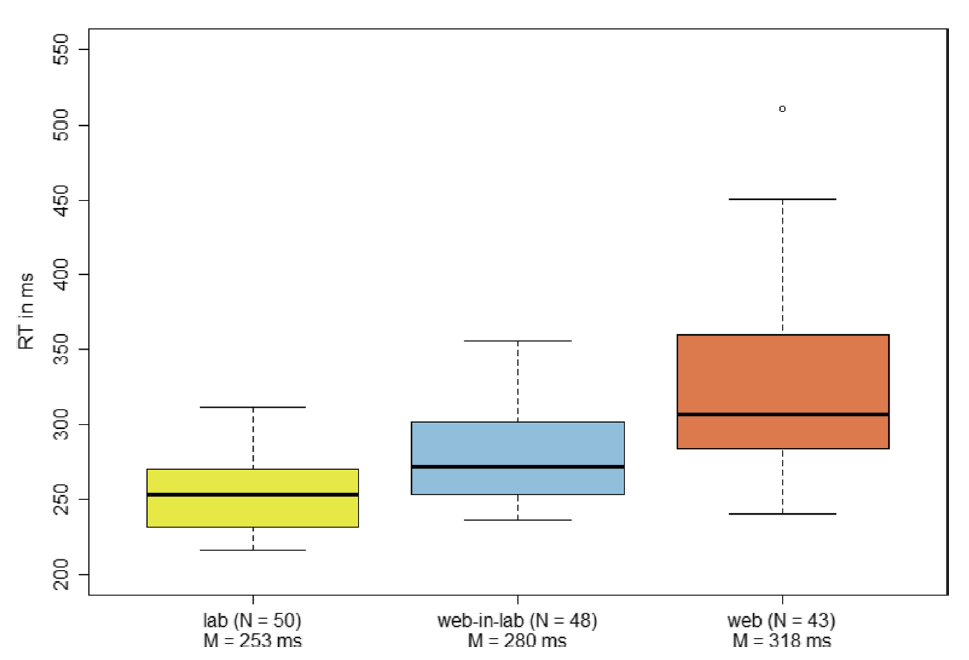 550
500
450
400
350
300
250
200
RT in ms
lab (N = 50)
M = 253 ms
web-in-lab (N = 48)
M = 280 ms
web (N = 43)
M = 318 ms